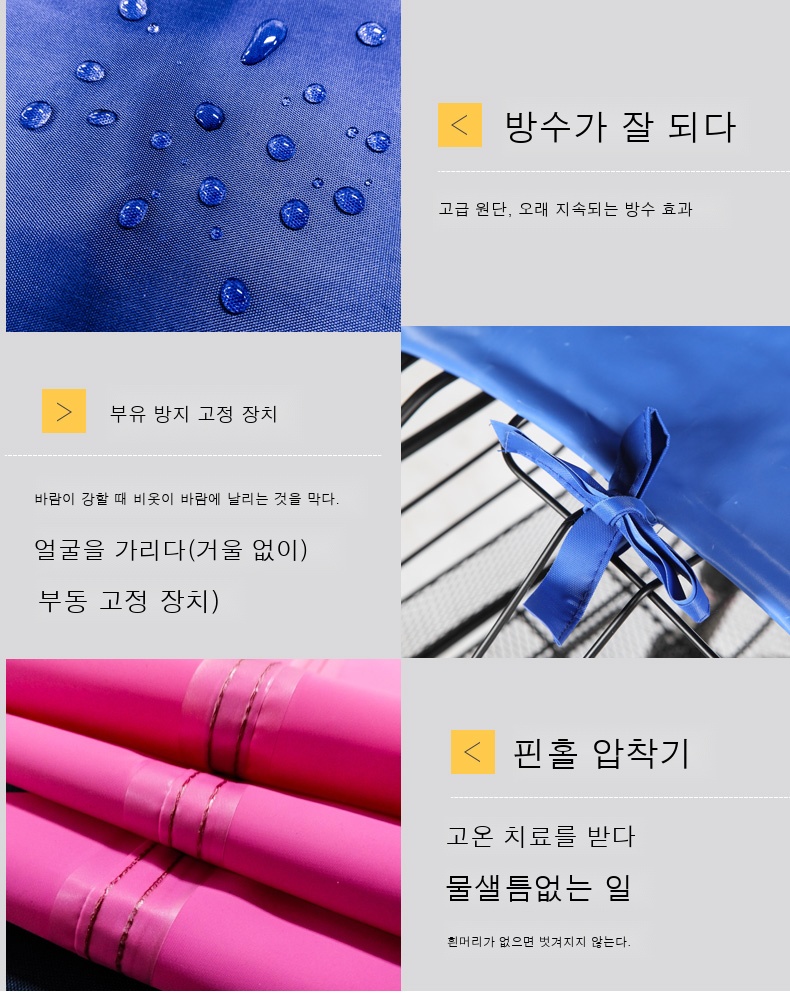 방수가 잘 되다
고급 원단, 오래 지속되는 방수 효과
부유 방지 고정 장치
바람이 강할 때 비옷이 바람에 날리는 것을 막다.
얼굴을 가리다(거울 없이)
부동 고정 장치)
핀홀 압착기
고온 치료를 받다
물샐틈없는 일
흰머리가 없으면 벗겨지지 않는다.